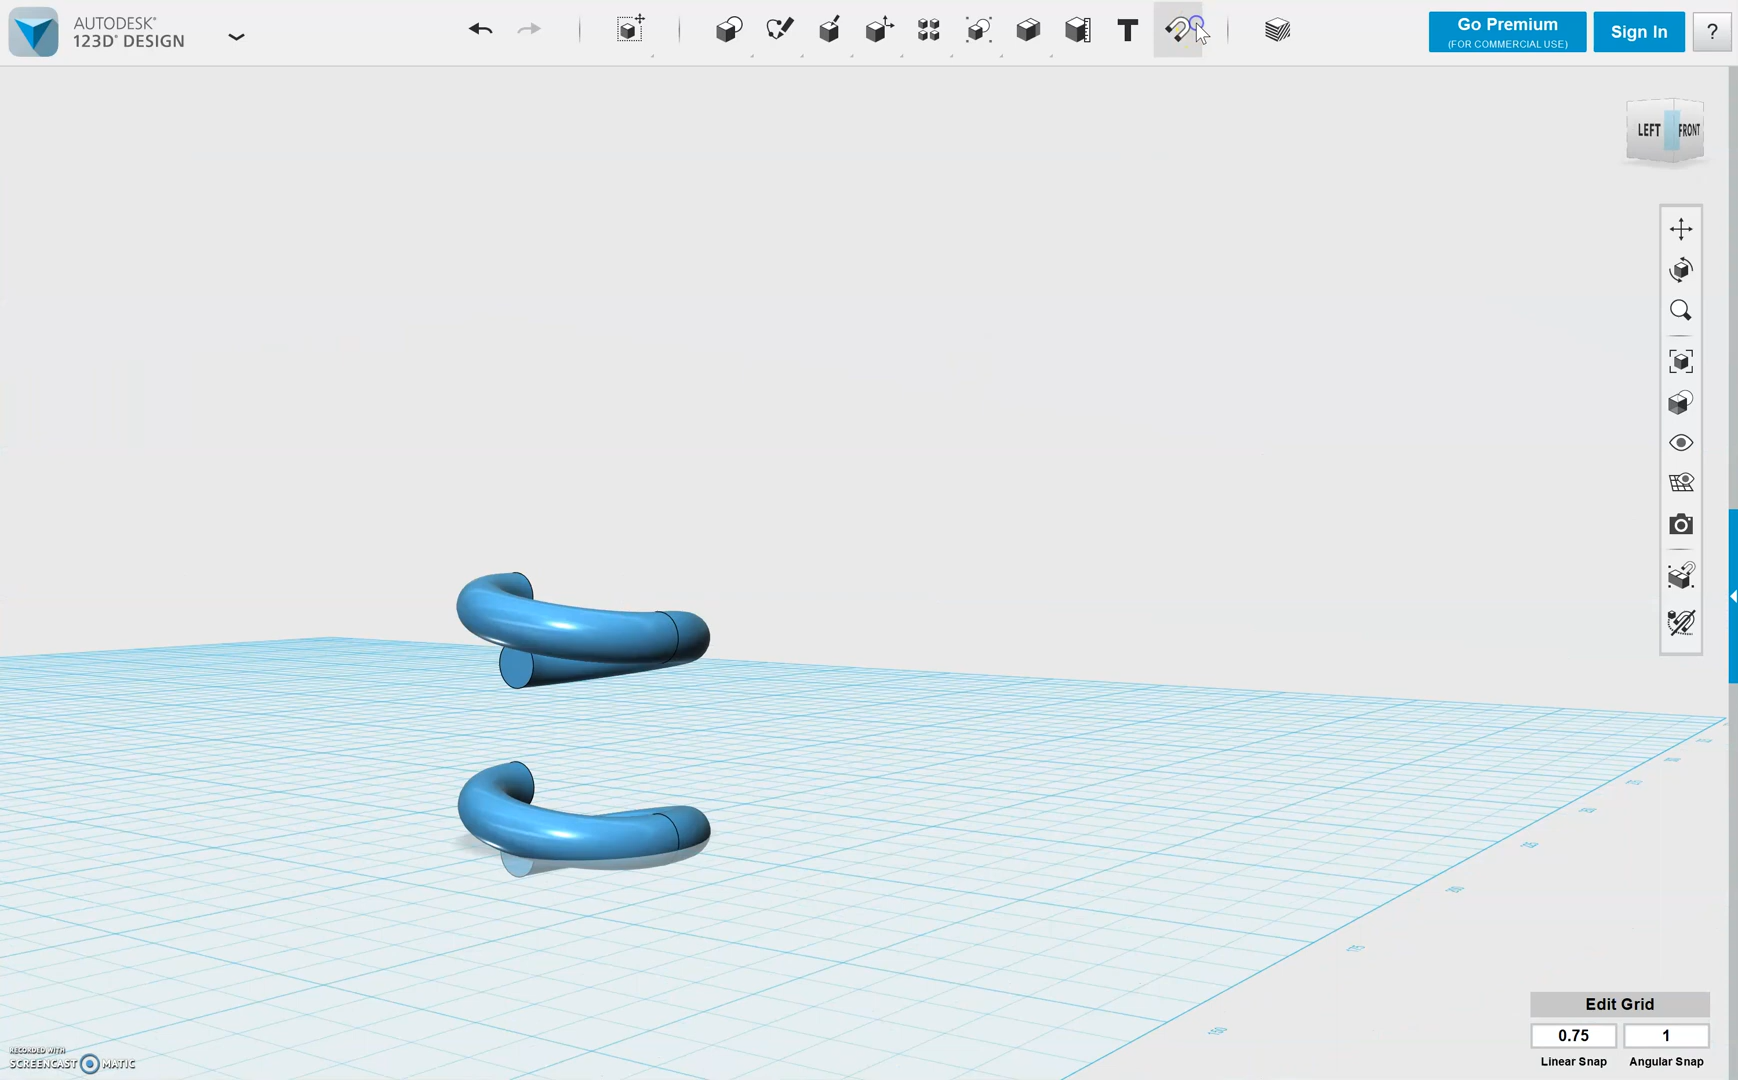 AUTODESK®
123D® DESIGN
T
Go Premium
(FOR COMMERCIAL USE)
Sign In
?
LEFT
FRONT
Edit Grid
0.75
1
Linear Snap
Angular Snap
RECORDED WITH
SCREENCAST MATIC